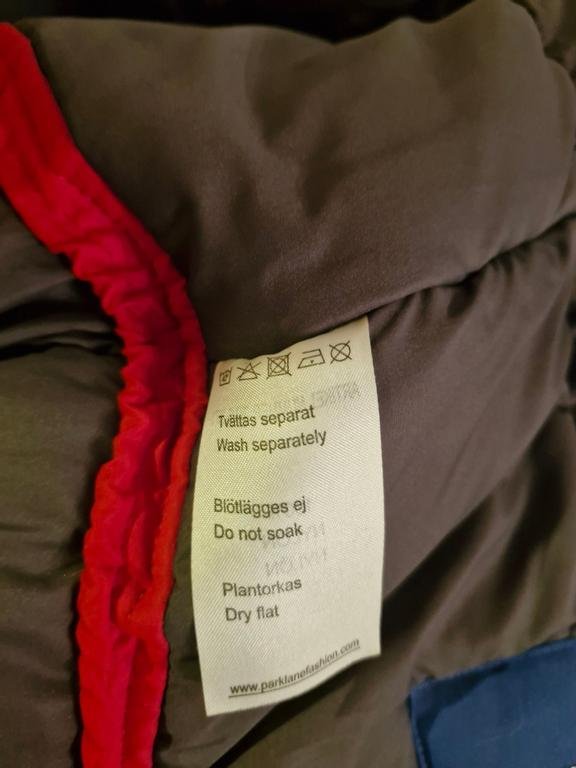 Tvättas separat
Wash separately
Blötlägges ej
Do not soak
Plantorkas
Dry flat
www.parklanefashion.com